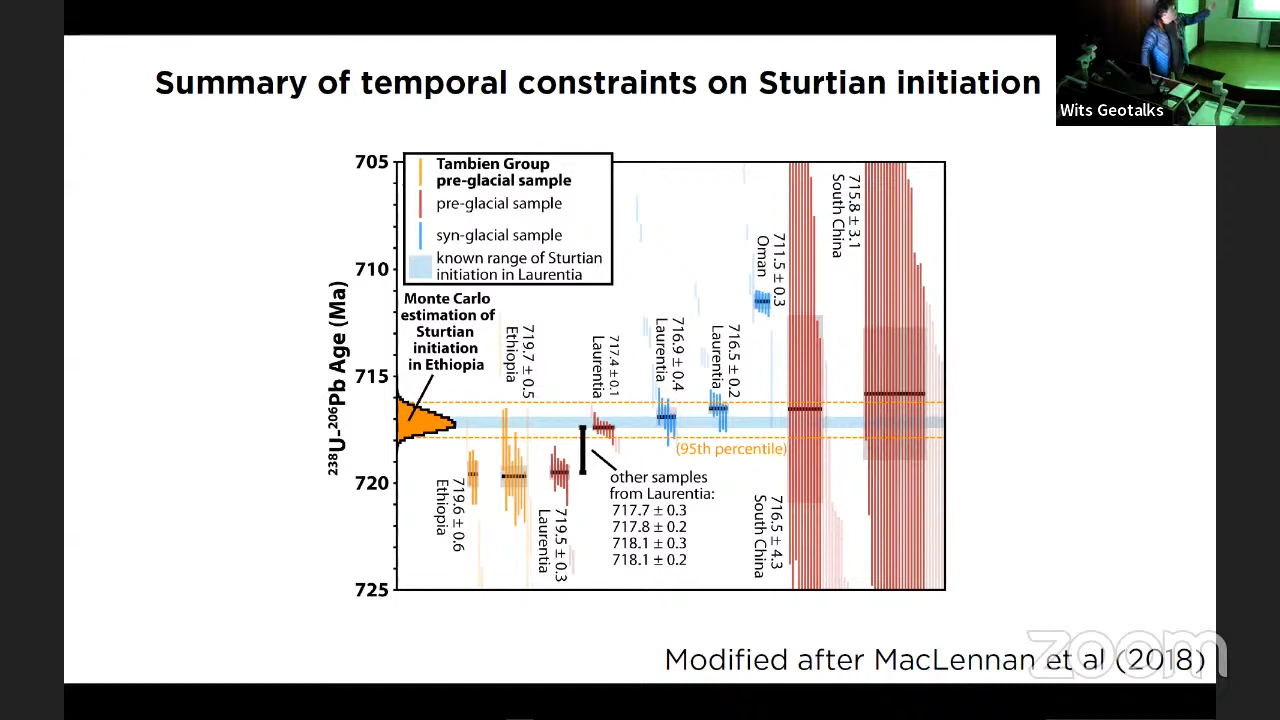 Summary of temporal constraints on Sturtian initiation
Wits Geotalks
705
710
715
720
725
²³⁸U-²⁰⁶Pb Age (Ma)
Tambien Group
pre-glacial sample
pre-glacial sample
syn-glacial sample
known range of Sturtian
initiation in Laurentia
Monte Carlo
estimation of
Sturtian
initiation
in Ethiopia
719.6 ± 0.6
Ethiopia
719.7 ± 0.5
Ethiopia
719.5 ± 0.3
Laurentia
717.4 ± 0.1
Laurentia
other samples
from Laurentia:
717.7 ± 0.3
717.8 ± 0.2
718.1 ± 0.3
718.1 ± 0.2
716.9 ± 0.4
Laurentia
716.5 ± 0.2
Laurentia
(95th percentile)
711.5 ± 0.3
Oman
716.5 ± 4.3
South China
715.8 ± 3.1
South China
Modified after MacLennan et al (2018)
zoom